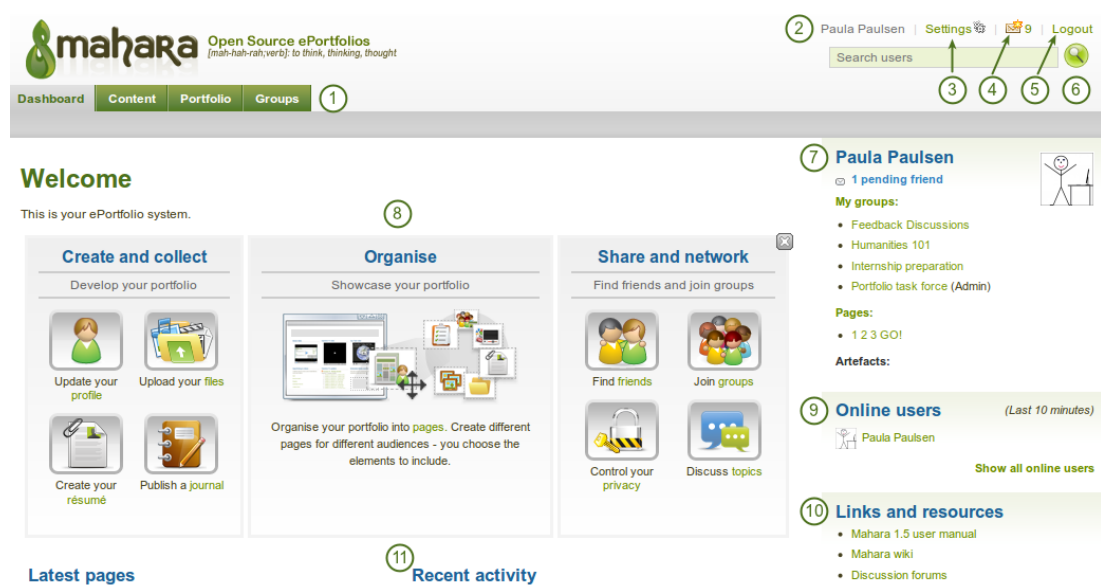 mahara
Open Source ePortfolios
[mah-hah-rah;verb]: to think, thinking, thought
2 Paula Paulsen | Settings | 9 | Logout
Search users
3 4 5 6
Dashboard Content Portfolio Groups 1
Welcome
This is your ePortfolio system.
8
Create and collect
Develop your portfolio
Update your profile
Upload your files
Create your résumé
Publish a journal
Organise
Showcase your portfolio
Organise your portfolio into pages. Create different
pages for different audiences - you choose the
elements to include.
Share and network
Find friends and join groups
Find friends
Join groups
Control your privacy
Discuss topics
7 Paula Paulsen
1 pending friend
My groups:
• Feedback Discussions
• Humanities 101
• Internship preparation
• Portfolio task force (Admin)
Pages:
• 1 2 3 GO!
Artefacts:
9 Online users (Last 10 minutes)
Paula Paulsen
Show all online users
10 Links and resources
• Mahara 1.5 user manual
• Mahara wiki
• Discussion forums
11
Latest pages
Recent activity